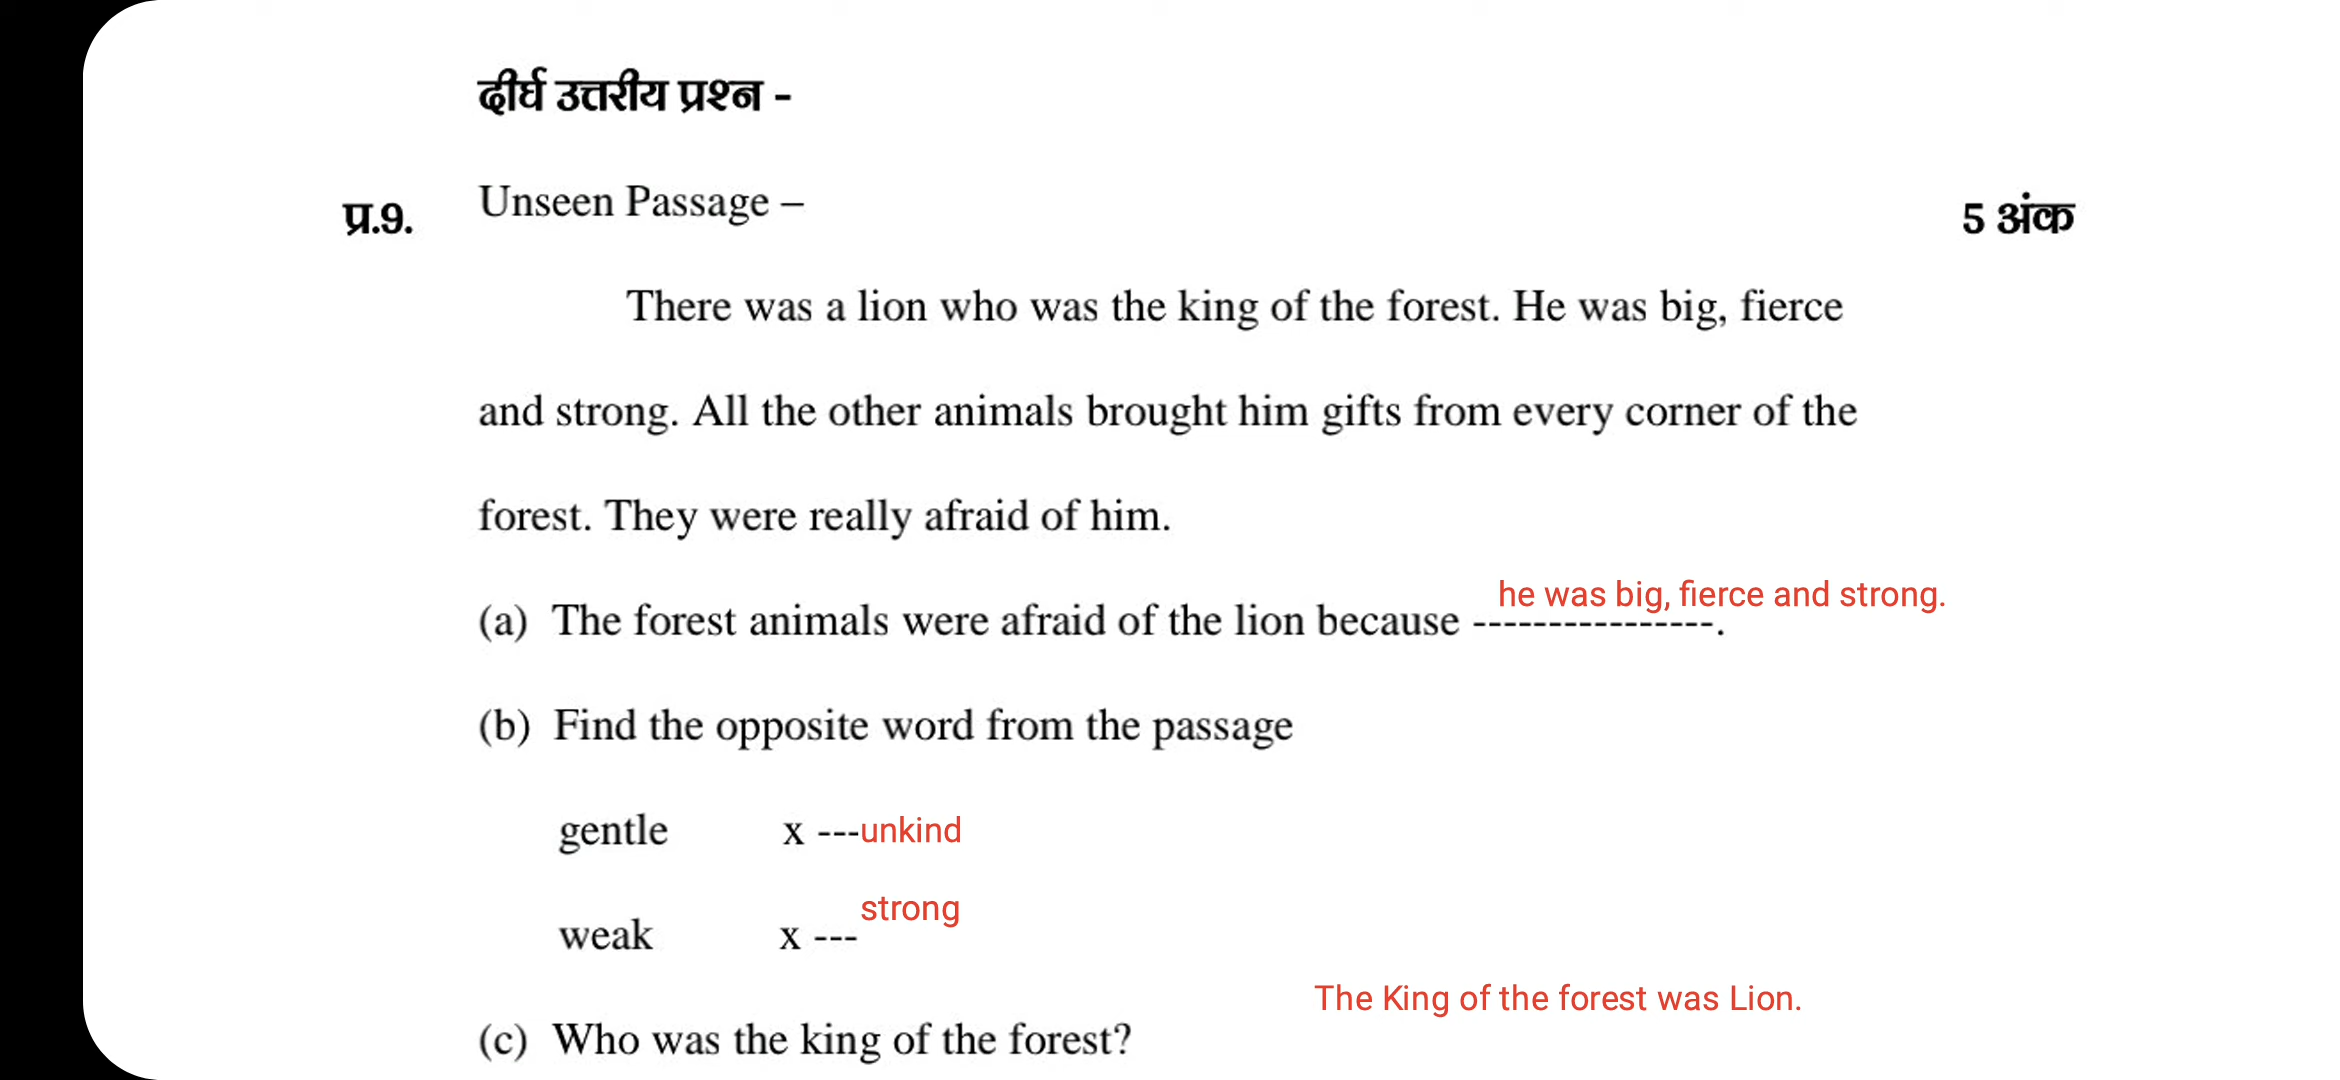 दीर्घ उत्तरीय प्रश्न -
प्र.9. Unseen Passage – 5 अंक
There was a lion who was the king of the forest. He was big, fierce
and strong. All the other animals brought him gifts from every corner of the
forest. They were really afraid of him.
he was big, fierce and strong.
(a) The forest animals were afraid of the lion because ----------------.
(b) Find the opposite word from the passage
gentle x ---unkind
strong
weak x ---
The King of the forest was Lion.
(c) Who was the king of the forest?